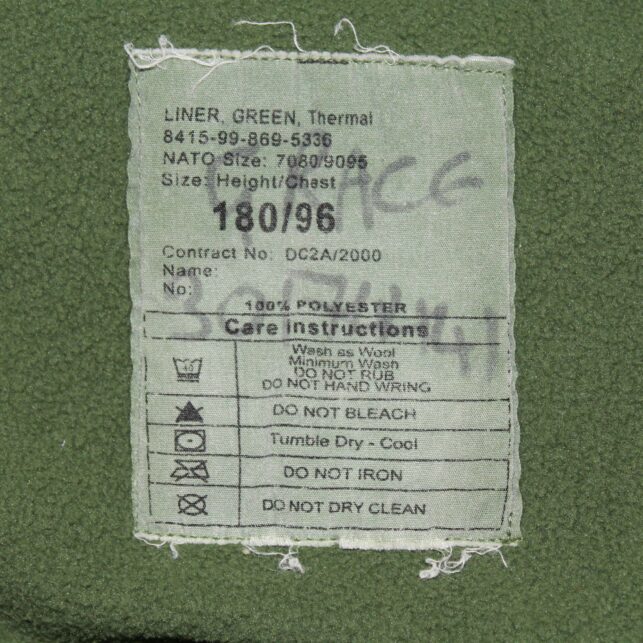 LINER, GREEN, Thermal
8415-99-869-5336
NATO Size: 7080/9095
Size: Height/Chest
180/96
Contract No: DC2A/2000
Name:
No:
100% POLYESTER
Care Instructions
40
Wash as Wool
Minimum Wash
DO NOT RUB
DO NOT HAND WRING
DO NOT BLEACH
Tumble Dry - Cool
DO NOT IRON
DO NOT DRY CLEAN